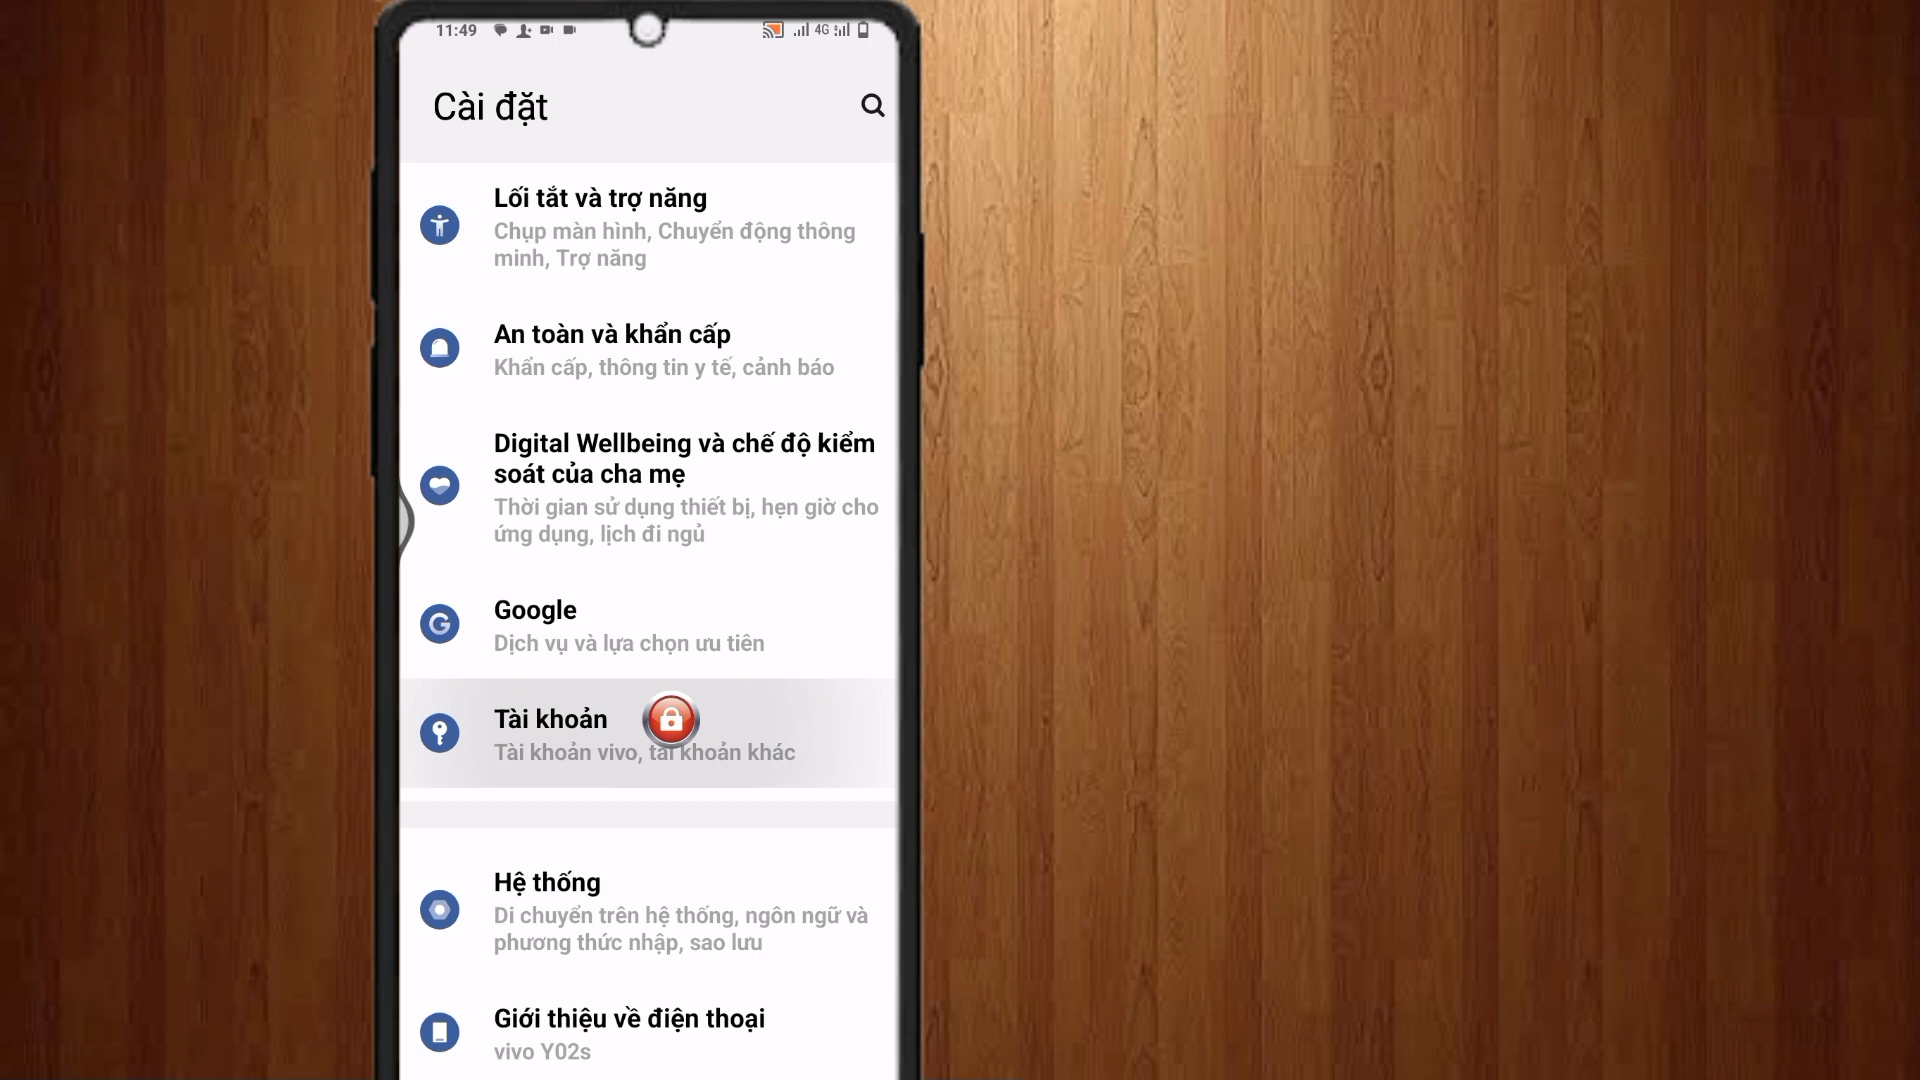 11:49
4G
Cài đặt
Lối tắt và trợ năng
Chụp màn hình, Chuyển động thông
minh, Trợ năng
An toàn và khẩn cấp
Khẩn cấp, thông tin y tế, cảnh báo
Digital Wellbeing và chế độ kiểm
soát của cha mẹ
Thời gian sử dụng thiết bị, hẹn giờ cho
ứng dụng, lịch đi ngủ
Google
Dịch vụ và lựa chọn ưu tiên
Tài khoản
Tài khoản vivo, tài khoản khác
Hệ thống
Di chuyển trên hệ thống, ngôn ngữ và
phương thức nhập, sao lưu
Giới thiệu về điện thoại
vivo Y02s